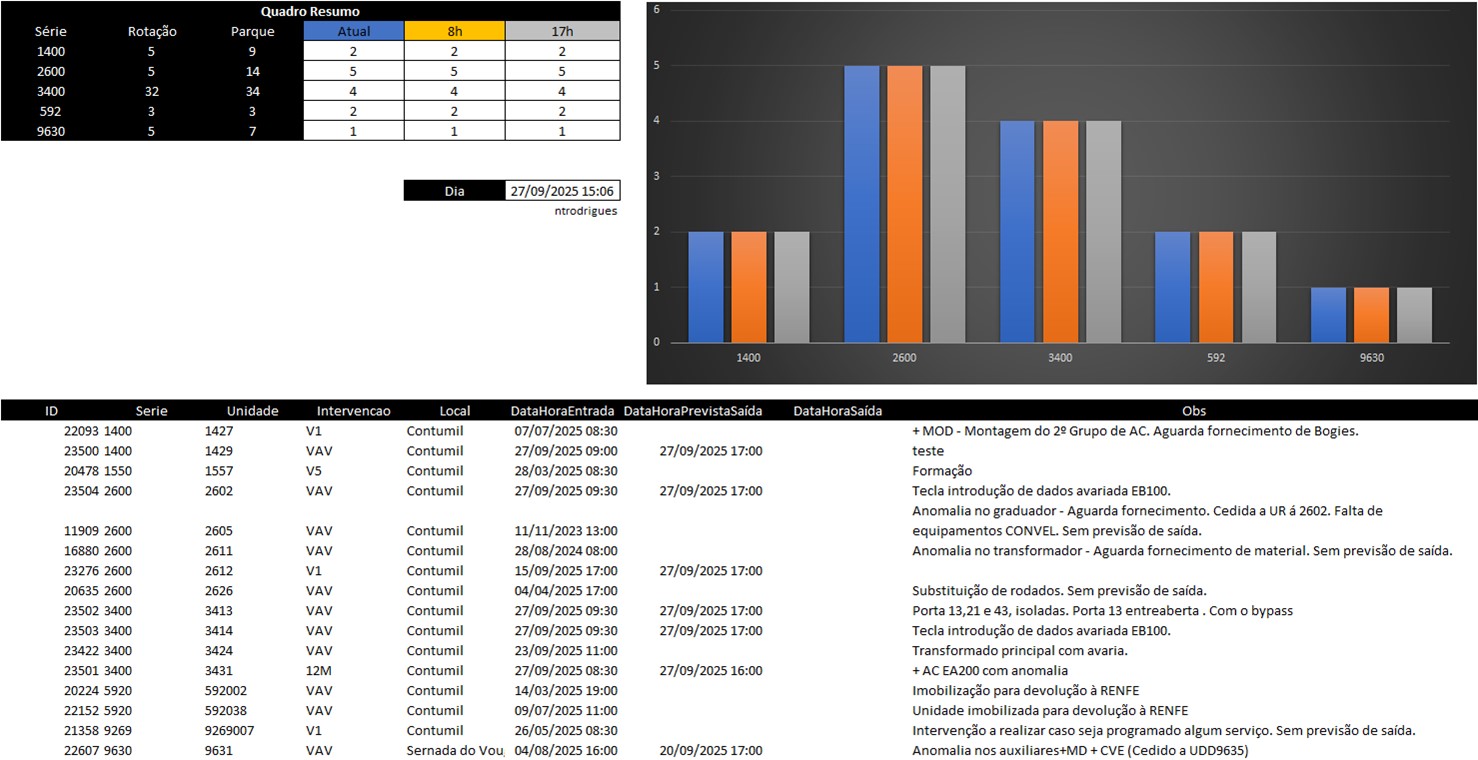 Quadro Resumo
Série Rotação Parque Atual 8h 17h
1400 5 9 2 2 2
2600 5 14 5 5 5
3400 32 34 4 4 4
592 3 3 2 2 2
9630 5 7 1 1 1
Dia 27/09/2025 15:06
ntrodrigues
6
5
4
3
2
1
0
1400 2600 3400 592 9630
ID Serie Unidade Intervencao Local DataHoraEntrada DataHoraPrevistaSaída DataHoraSaída Obs
22093 1400 1427 V1 Contumil 07/07/2025 08:30 + MOD - Montagem do 2º Grupo de AC. Aguarda fornecimento de Bogies.
23500 1400 1429 VAV Contumil 27/09/2025 09:00 27/09/2025 17:00 teste
20478 1550 1557 V5 Contumil 28/03/2025 08:30 Formação
23504 2600 2602 VAV Contumil 27/09/2025 09:30 27/09/2025 17:00 Tecla introdução de dados avariada EB100.
Anomalia no graduador - Aguarda fornecimento. Cedida a UR á 2602. Falta de
11909 2600 2605 VAV Contumil 11/11/2023 13:00 equipamentos CONVEL. Sem previsão de saída.
16880 2600 2611 VAV Contumil 28/08/2024 08:00 Anomalia no transformador - Aguarda fornecimento de material. Sem previsão de saída.
23276 2600 2612 V1 Contumil 15/09/2025 17:00 27/09/2025 17:00
20635 2600 2626 VAV Contumil 04/04/2025 17:00 Substituição de rodados. Sem previsão de saída.
23502 3400 3413 VAV Contumil 27/09/2025 09:30 27/09/2025 17:00 Porta 13,21 e 43, isoladas. Porta 13 entreaberta . Com o bypass
23503 3400 3414 VAV Contumil 27/09/2025 09:30 27/09/2025 17:00 Tecla introdução de dados avariada EB100.
23422 3400 3424 VAV Contumil 23/09/2025 11:00 Transformado principal com avaria.
23501 3400 3431 12M Contumil 27/09/2025 08:30 27/09/2025 16:00 + AC EA200 com anomalia
20224 5920 592002 VAV Contumil 14/03/2025 19:00 Imobilização para devolução à RENFE
22152 5920 592038 VAV Contumil 09/07/2025 11:00 Unidade imobilizada para devolução à RENFE
21358 9269 9269007 V1 Contumil 26/05/2025 08:30 Intervenção a realizar caso seja programado algum serviço. Sem previsão de saída.
22607 9630 9631 VAV Sernada do Vou 04/08/2025 16:00 20/09/2025 17:00 Anomalia nos auxiliares+MD + CVE (Cedido a UDD9635)